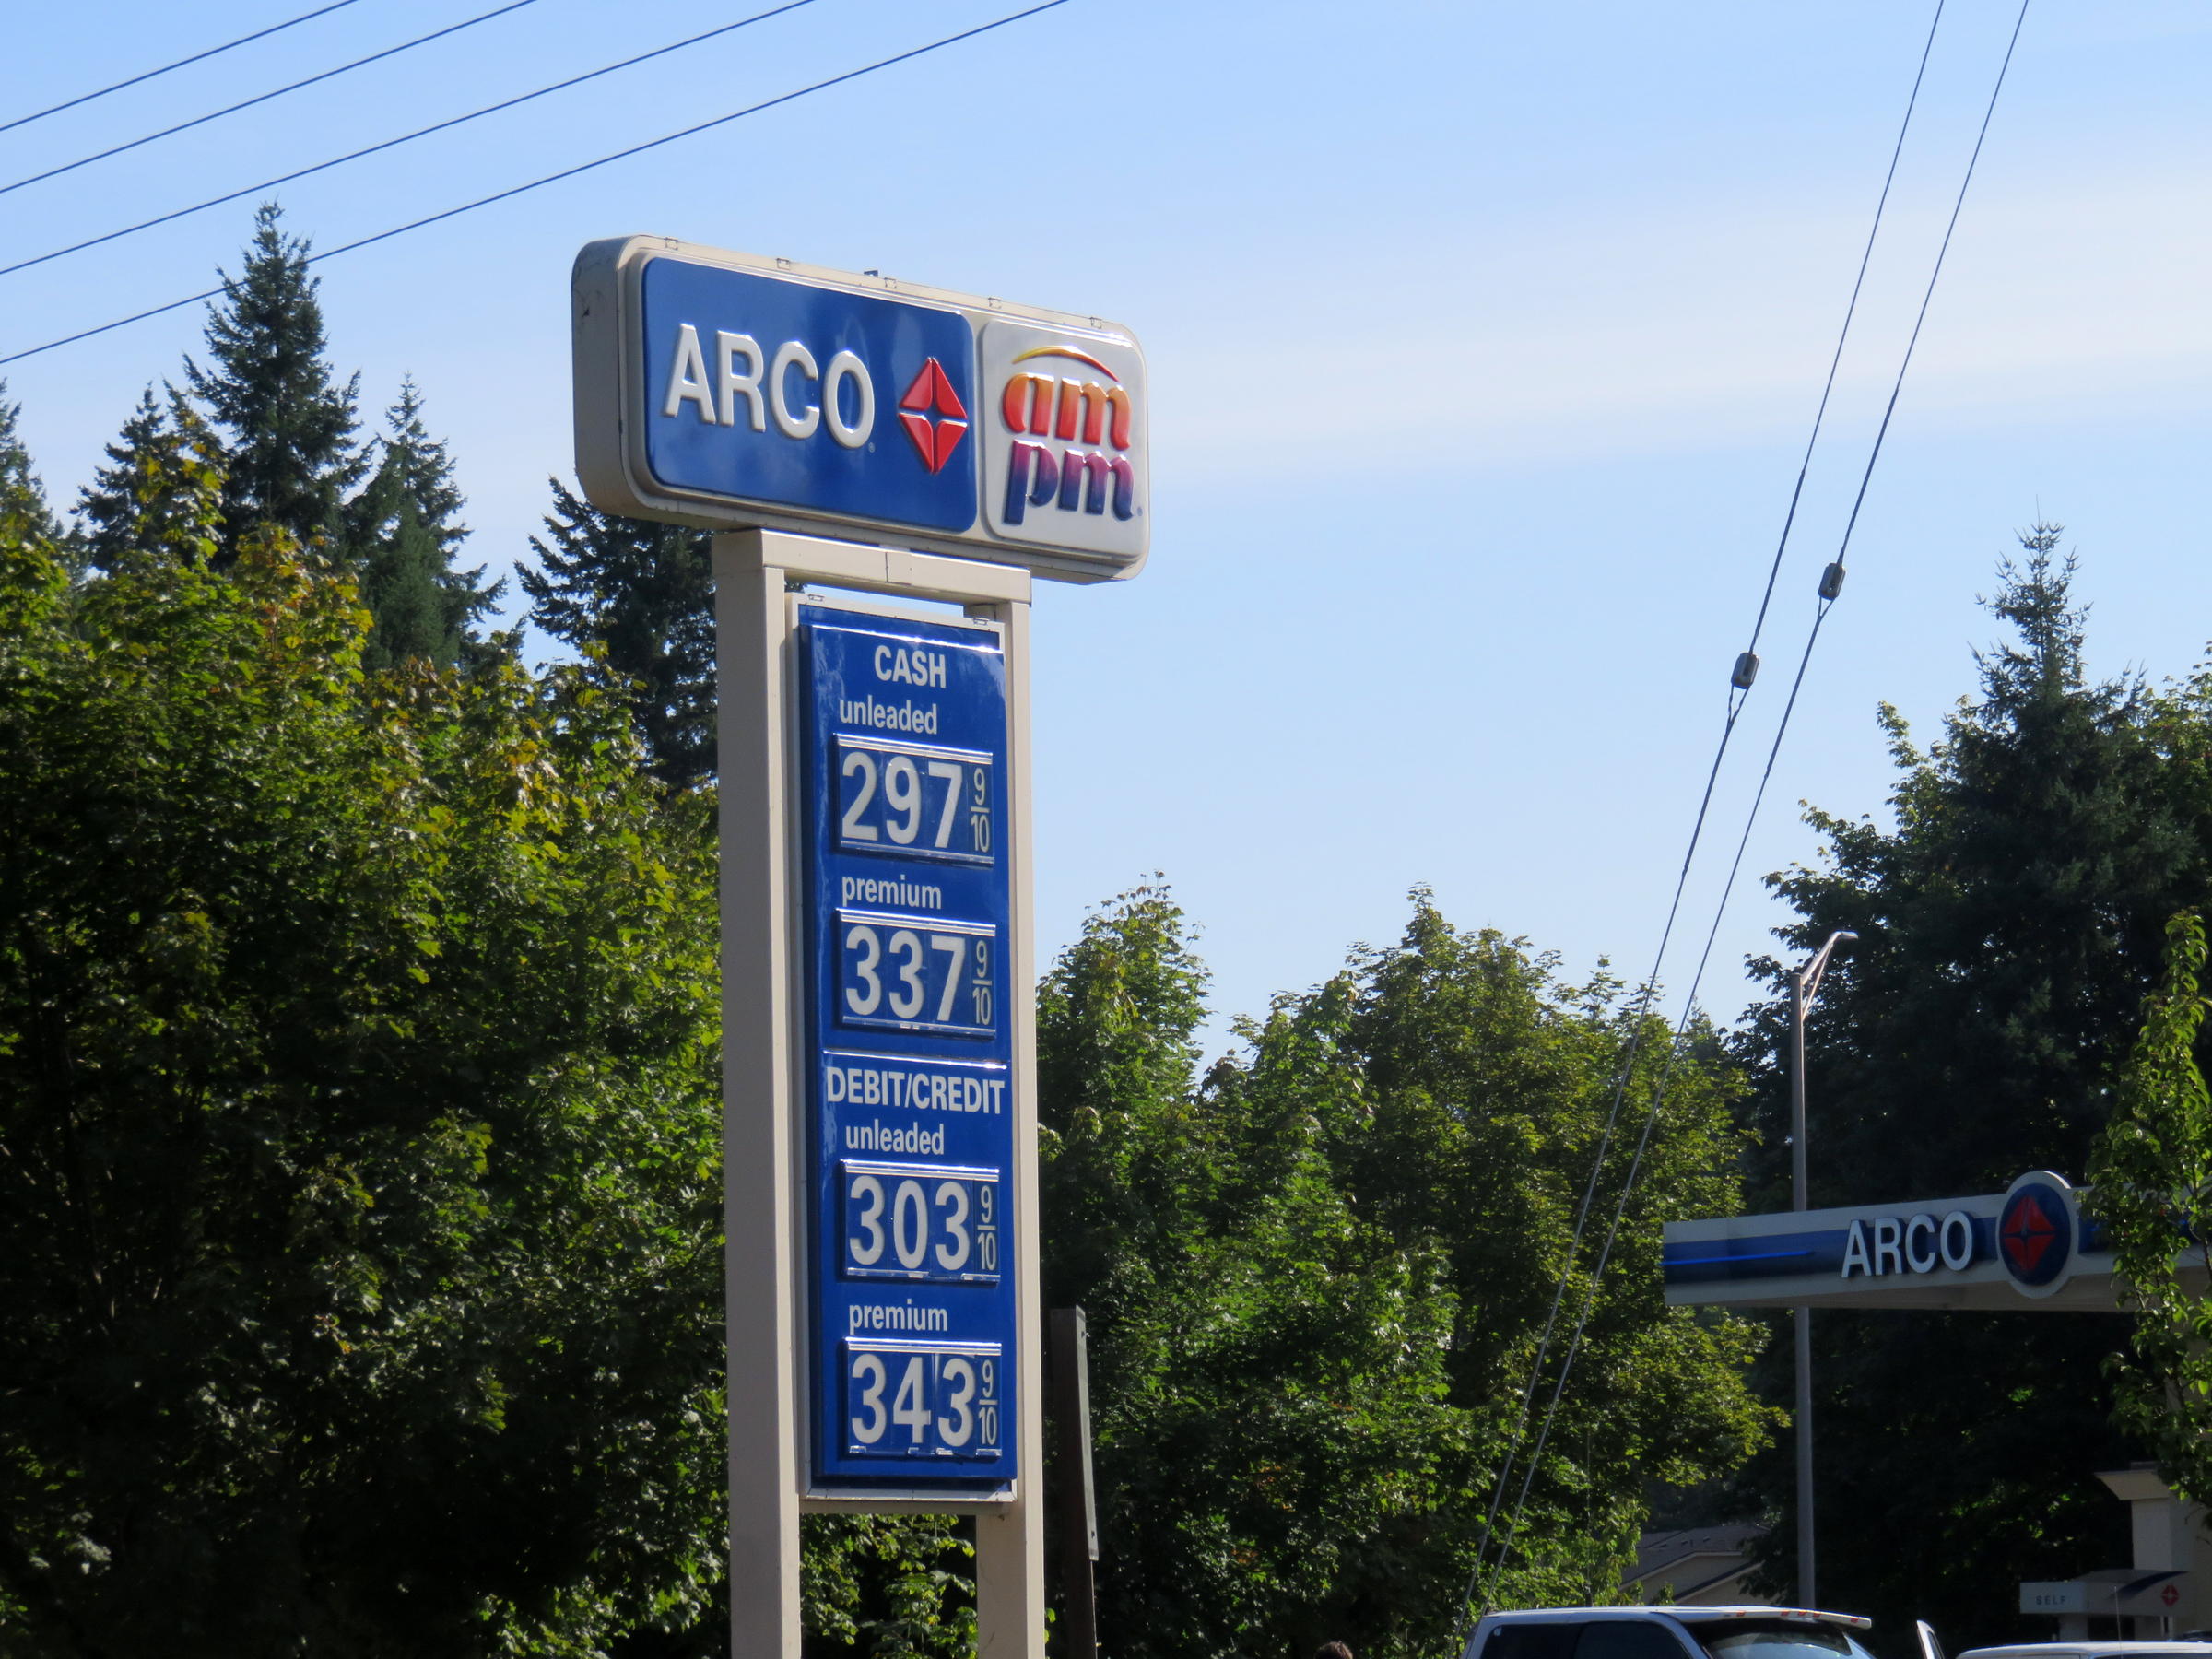 ARCO
am
pm
CASH
unleaded
297 9/10
premium
337 9/10
DEBIT/CREDIT
unleaded
303 9/10
premium
343 9/10
ARCO
SELF